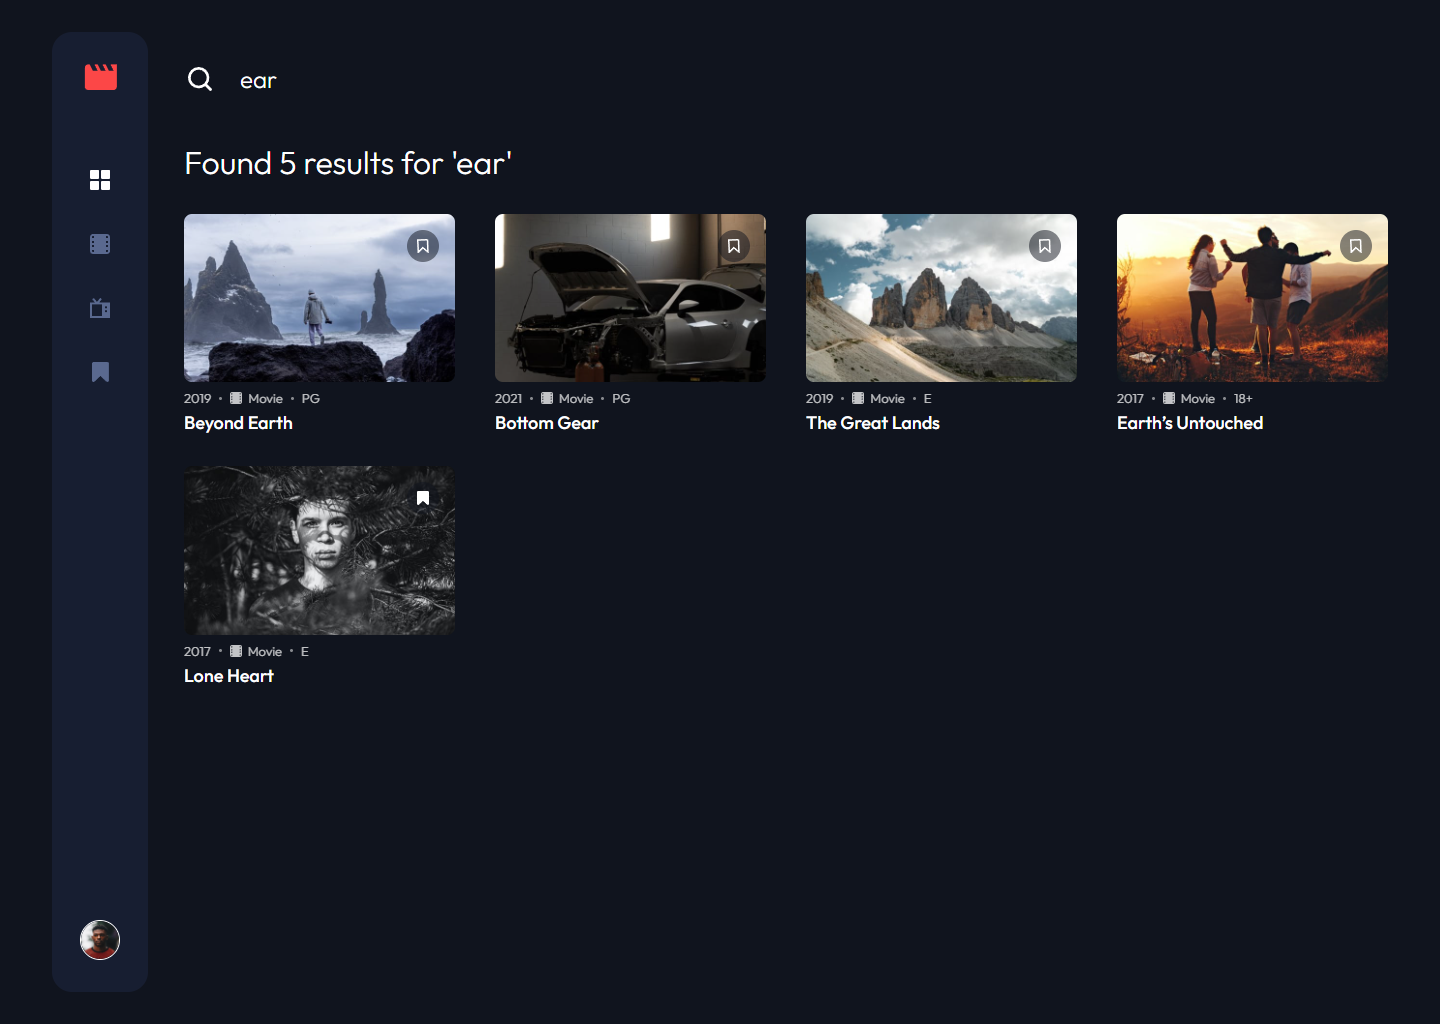 ear
Found 5 results for 'ear'
2019 · Movie · PG
Beyond Earth
2021 · Movie · PG
Bottom Gear
2019 · Movie · E
The Great Lands
2017 · Movie · 18+
Earth’s Untouched
2017 · Movie · E
Lone Heart